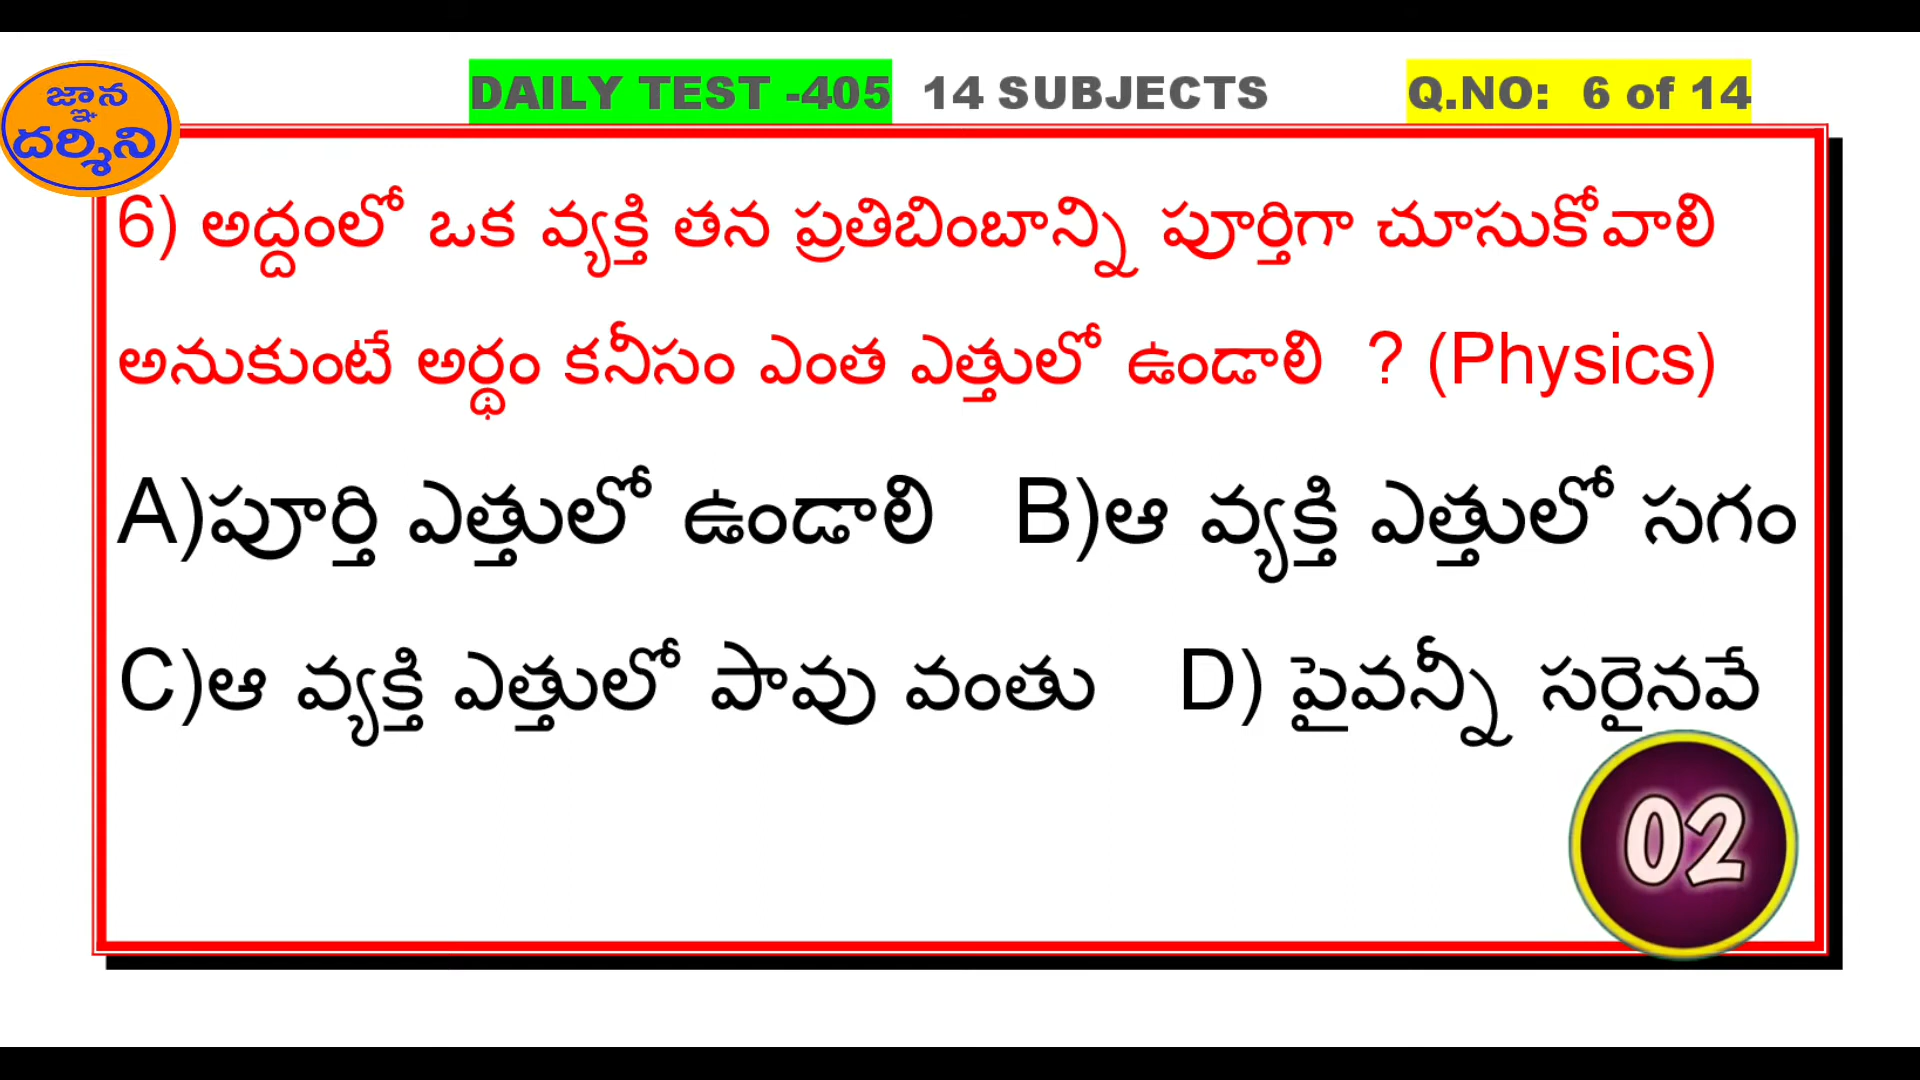 జ్ఞాన
దర్శిని
DAILY TEST -405 14 SUBJECTS Q.NO: 6 of 14
6) అద్దంలో ఒక వ్యక్తి తన ప్రతిబింబాన్ని పూర్తిగా చూసుకోవాలి
అనుకుంటే అర్థం కనీసం ఎంత ఎత్తులో ఉండాలి ? (Physics)
A)పూర్తి ఎత్తులో ఉండాలి B)ఆ వ్యక్తి ఎత్తులో సగం
C)ఆ వ్యక్తి ఎత్తులో పావు వంతు D) పైవన్నీ సరైనవే
02